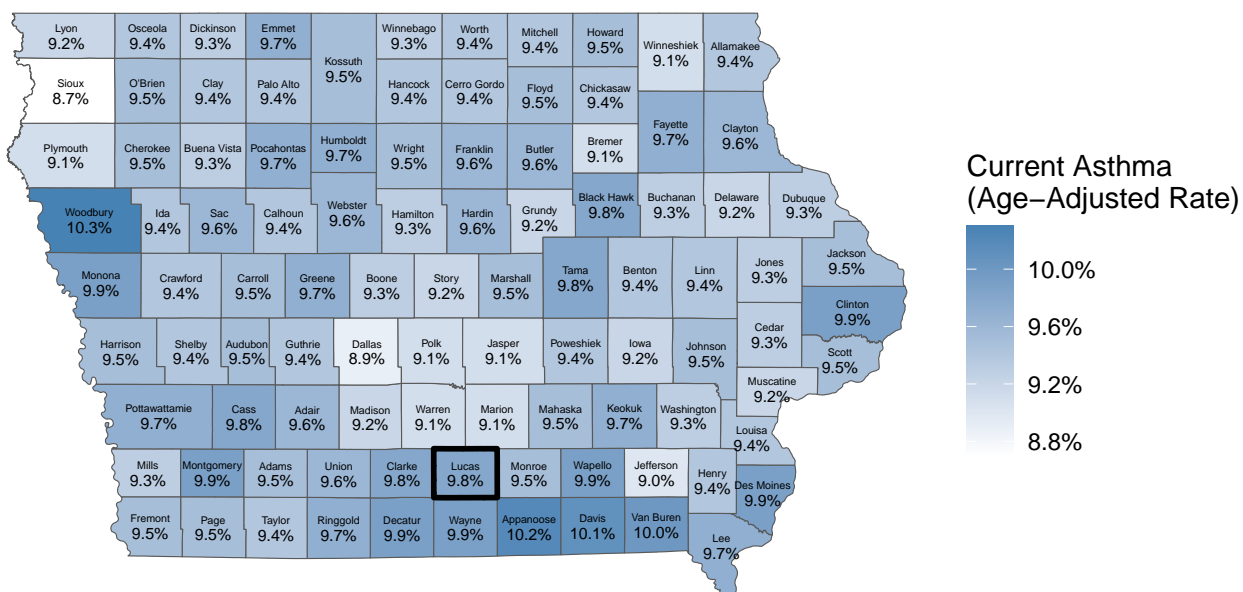 Lyon
9.2%
Osceola
9.4%
Dickinson
9.3%
Emmet
9.7%
Kossuth
9.5%
Winnebago
9.3%
Worth
9.4%
Mitchell
9.4%
Howard
9.5%
Winneshiek
9.1%
Allamakee
9.4%
Sioux
8.7%
O'Brien
9.5%
Clay
9.4%
Palo Alto
9.4%
Hancock
9.4%
Cerro Gordo
9.4%
Floyd
9.5%
Chickasaw
9.4%
Fayette
9.7%
Clayton
9.6%
Plymouth
9.1%
Cherokee
9.5%
Buena Vista
9.3%
Pocahontas
9.7%
Humboldt
9.7%
Wright
9.5%
Franklin
9.6%
Butler
9.6%
Bremer
9.1%
Woodbury
10.3%
Ida
9.4%
Sac
9.6%
Calhoun
9.4%
Webster
9.6%
Hamilton
9.3%
Hardin
9.6%
Grundy
9.2%
Black Hawk
9.8%
Buchanan
9.3%
Delaware
9.2%
Dubuque
9.3%
Monona
9.9%
Crawford
9.4%
Carroll
9.5%
Greene
9.7%
Boone
9.3%
Story
9.2%
Marshall
9.5%
Tama
9.8%
Benton
9.4%
Linn
9.4%
Jones
9.3%
Jackson
9.5%
Clinton
9.9%
Harrison
9.5%
Shelby
9.4%
Audubon
9.5%
Guthrie
9.4%
Dallas
8.9%
Polk
9.1%
Jasper
9.1%
Poweshiek
9.4%
Iowa
9.2%
Johnson
9.5%
Cedar
9.3%
Scott
9.5%
Muscatine
9.2%
Pottawattamie
9.7%
Cass
9.8%
Adair
9.6%
Madison
9.2%
Warren
9.1%
Marion
9.1%
Mahaska
9.5%
Keokuk
9.7%
Washington
9.3%
Louisa
9.4%
Mills
9.3%
Montgomery
9.9%
Adams
9.5%
Union
9.6%
Clarke
9.8%
Lucas
9.8%
Monroe
9.5%
Wapello
9.9%
Jefferson
9.0%
Henry
9.4%
Des Moines
9.9%
Fremont
9.5%
Page
9.5%
Taylor
9.4%
Ringgold
9.7%
Decatur
9.9%
Wayne
9.9%
Appanoose
10.2%
Davis
10.1%
Van Buren
10.0%
Lee
9.7%
Current Asthma
(Age−Adjusted Rate)
10.0%
9.6%
9.2%
8.8%